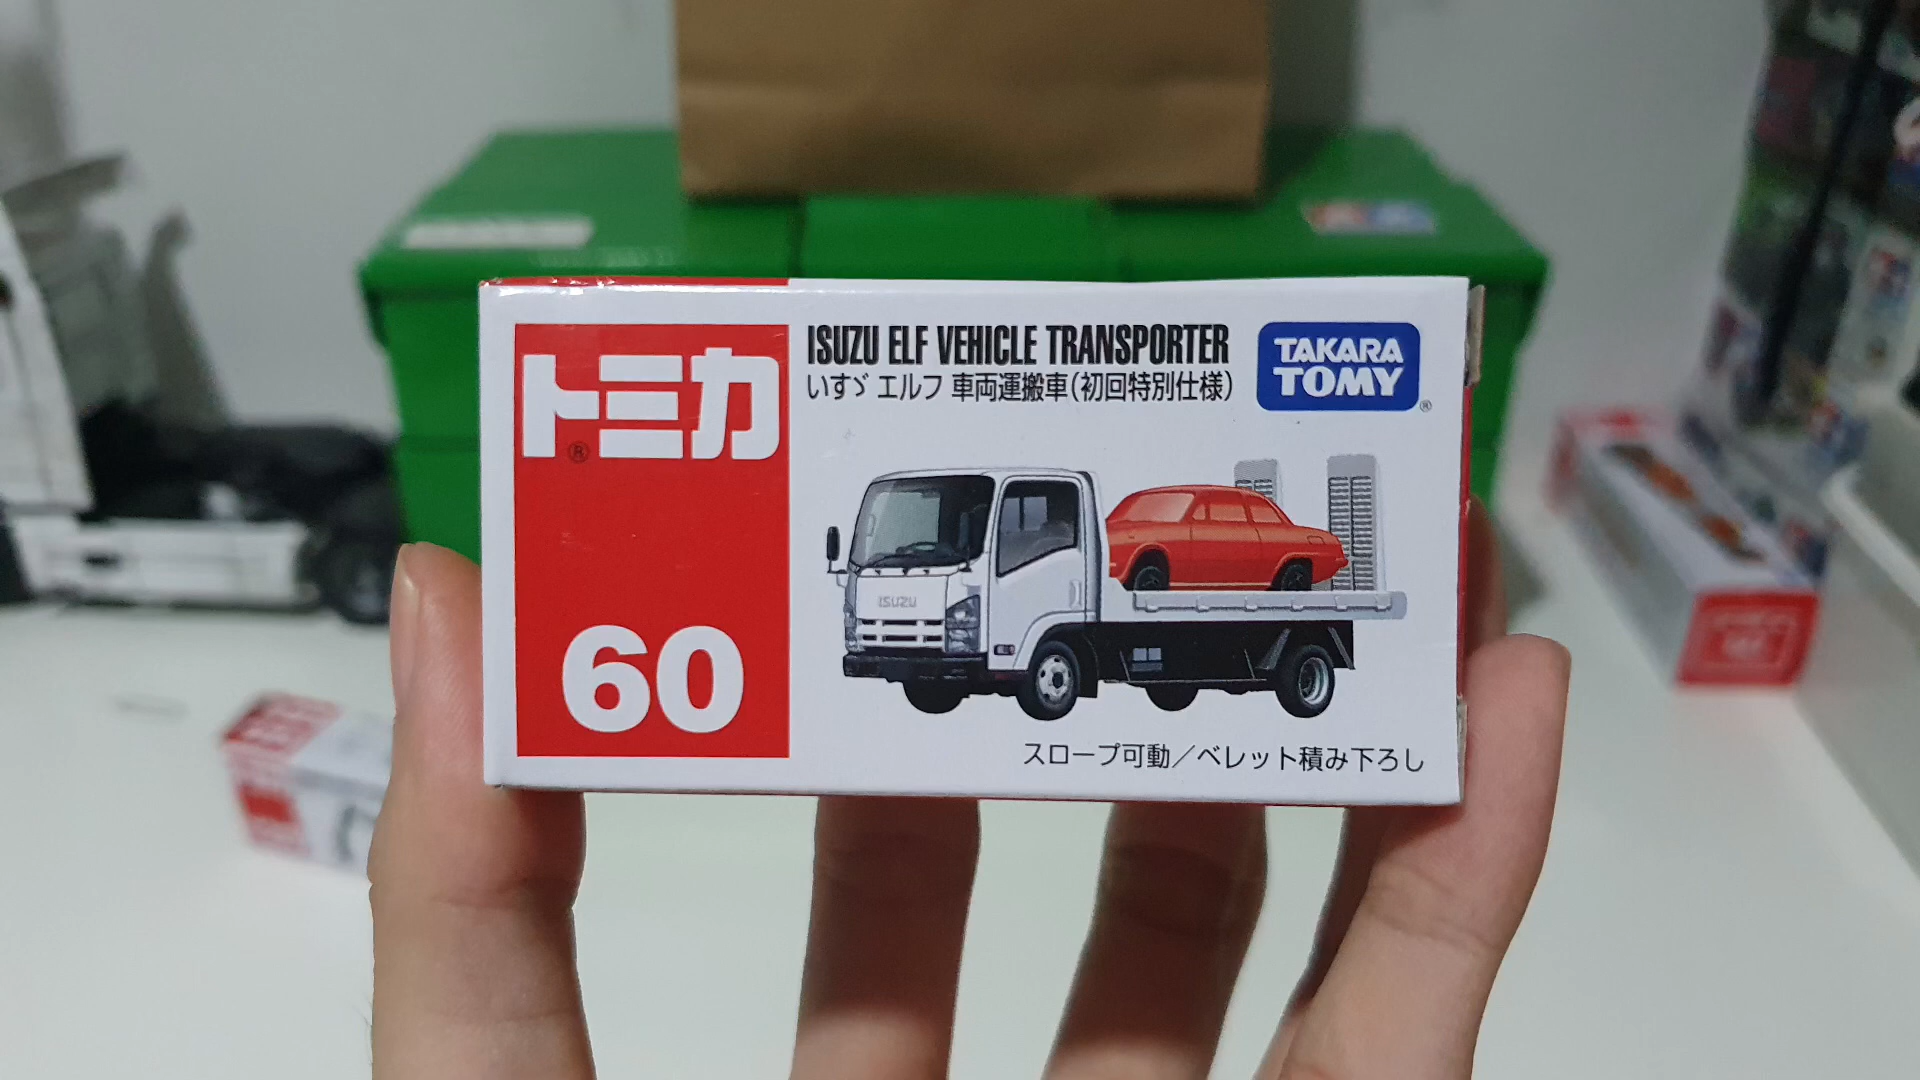 トミカ®
60
ISUZU ELF VEHICLE TRANSPORTER
いすゞ エルフ 車両運搬車(初回特別仕様)
TAKARA
TOMY®
ISUZU
スロープ可動/ベレット積み下ろし